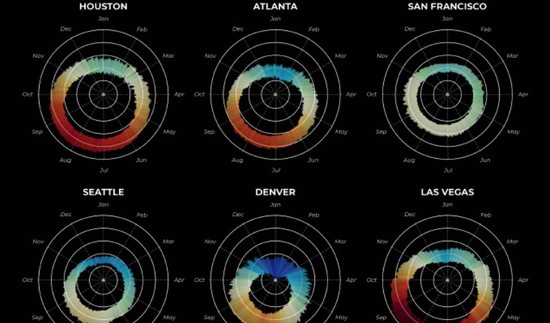 HOUSTON ATLANTA SAN FRANCISCO
Jan Jan Jan
Dec Feb Dec Feb Dec Feb
Nov Mar Nov Mar Nov Mar
Oct Apr Oct Apr Oct Apr
Sep May Sep May Sep May
Aug Jun Aug Jun Aug Jun
Jul Jul Jul
SEATTLE DENVER LAS VEGAS
Jan Jan Jan
Dec Feb Dec Feb Dec Feb
Nov Mar Nov Mar Nov Mar
Oct Apr Oct Apr Oct Apr
Sep May Sep May Sep May